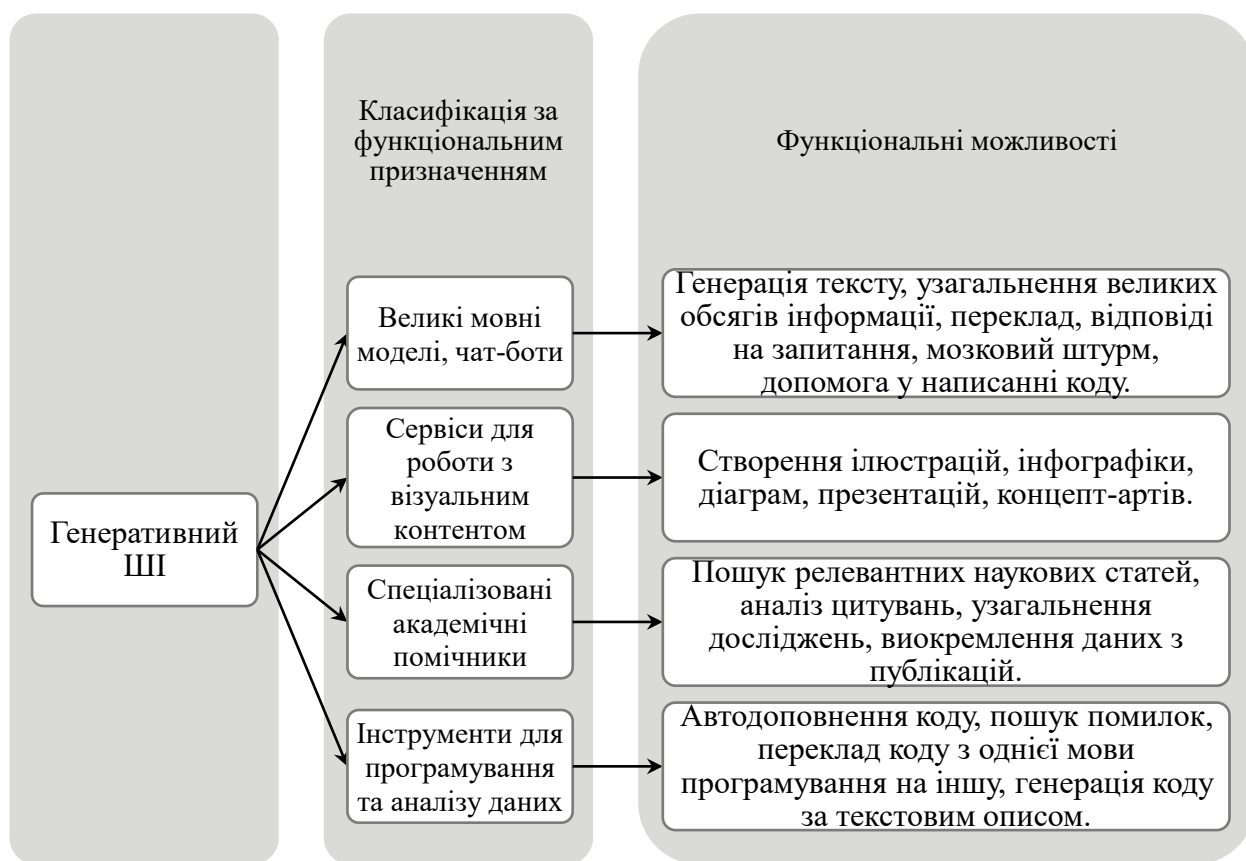 Класифікація за
функціональним
призначенням
Функціональні можливості
Генеративний
ШІ
Великі мовні
моделі, чат-боти
Генерація тексту, узагальнення великих
обсягів інформації, переклад, відповіді
на запитання, мозковий штурм,
допомога у написанні коду.
Сервіси для
роботи з
візуальним
контентом
Створення ілюстрацій, інфографіки,
діаграм, презентацій, концепт-артів.
Спеціалізовані
академічні
помічники
Пошук релевантних наукових статей,
аналіз цитувань, узагальнення
досліджень, виокремлення даних з
публікацій.
Інструменти для
програмування
та аналізу даних
Автодоповнення коду, пошук помилок,
переклад коду з однієї мови
програмування на іншу, генерація коду
за текстовим описом.